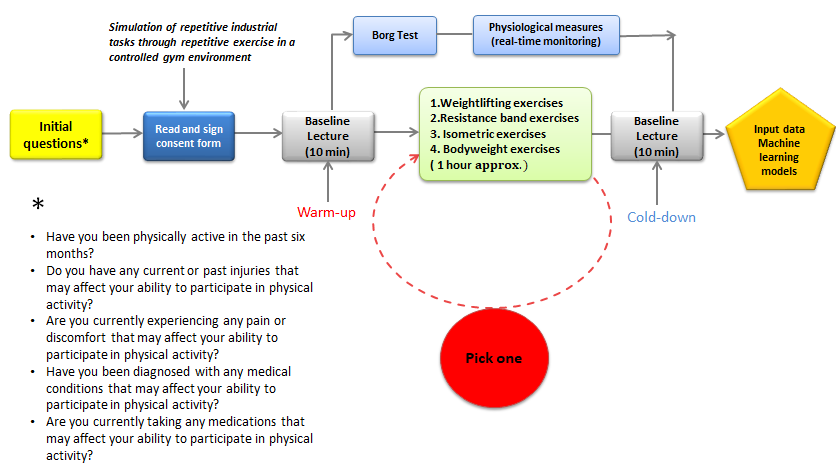 Simulation of repetitive industrial
tasks through repetitive exercise in a
controlled gym environment
Borg Test
Physiological measures
(real-time monitoring)
Initial
questions*
Read and sign
consent form
Baseline
Lecture
(10 min)
1.Weightlifting exercises
2.Resistance band exercises
3. Isometric exercises
4. Bodyweight exercises
( 1 hour approx. )
Baseline
Lecture
(10 min)
Input data
Machine
learning
models
Warm-up
Cold-down
Pick one
*
• Have you been physically active in the past six
months?
• Do you have any current or past injuries that
may affect your ability to participate in physical
activity?
• Are you currently experiencing any pain or
discomfort that may affect your ability to
participate in physical activity?
• Have you been diagnosed with any medical
conditions that may affect your ability to
participate in physical activity?
• Are you currently taking any medications that
may affect your ability to participate in physical
activity?